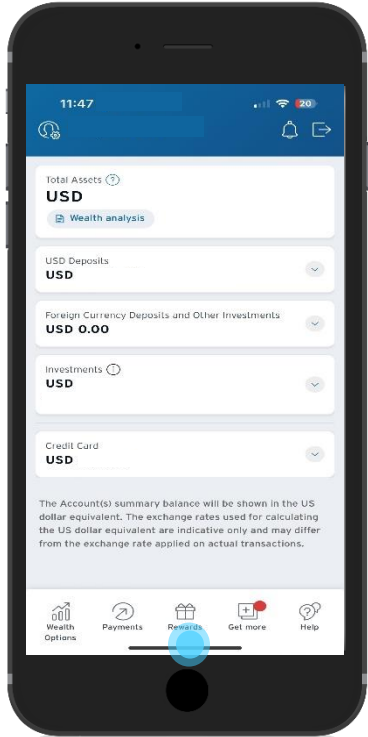 11:47
20
Total Assets ?
USD
Wealth analysis
USD Deposits
USD
Foreign Currency Deposits and Other Investments
USD 0.00
Investments
USD
Credit Card
USD
The Account(s) summary balance will be shown in the US
dollar equivalent. The exchange rates used for calculating
the US dollar equivalent are indicative only and may differ
from the exchange rate applied on actual transactions.
Wealth Options
Payments
Rewards
Get more
Help